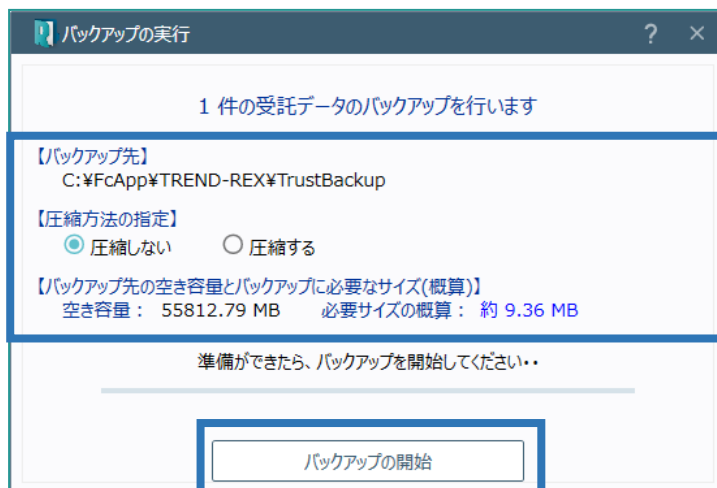 バックアップの実行 ? ×
1 件の受託データのバックアップを行います
【バックアップ先】
C:¥FcApp¥TREND-REX¥TrustBackup
【圧縮方法の指定】
圧縮しない 圧縮する
【バックアップ先の空き容量とバックアップに必要なサイズ(概算)】
空き容量： 55812.79 MB 必要サイズの概算： 約 9.36 MB
準備ができたら、バックアップを開始してください・・
バックアップの開始